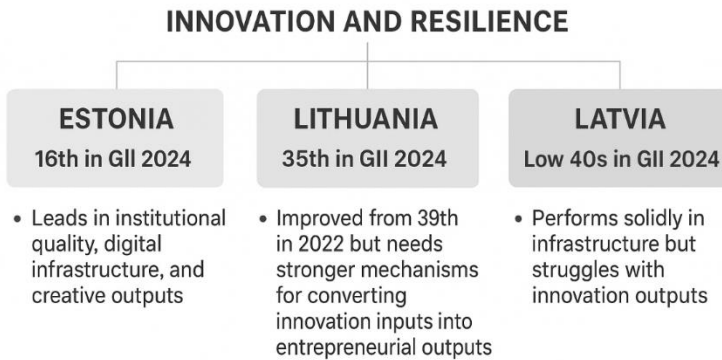 INNOVATION AND RESILIENCE
ESTONIA
16th in GII 2024
• Leads in institutional
quality, digital
infrastructure, and
creative outputs
LITHUANIA
35th in GII 2024
• Improved from 39th
in 2022 but needs
stronger mechanisms
for converting
innovation inputs into
entrepreneurial outputs
LATVIA
Low 40s in GII 2024
• Performs solidly in
infrastructure but
struggles with
innovation outputs